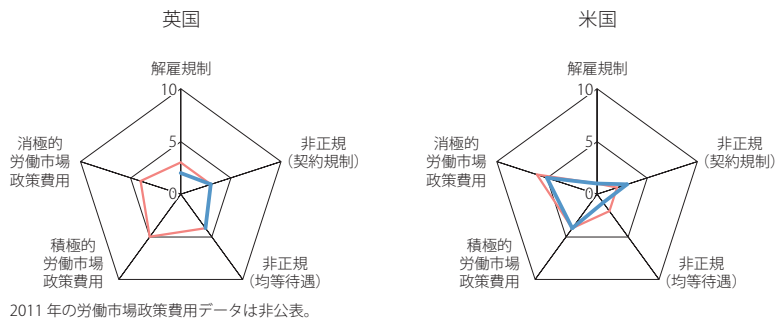 英国
解雇規制
10
5
0
非正規
（契約規制）
非正規
（均等待遇）
積極的
労働市場
政策費用
消極的
労働市場
政策費用
2011 年の労働市場政策費用データは非公表。
米国
解雇規制
10
5
0
非正規
（契約規制）
非正規
（均等待遇）
積極的
労働市場
政策費用
消極的
労働市場
政策費用